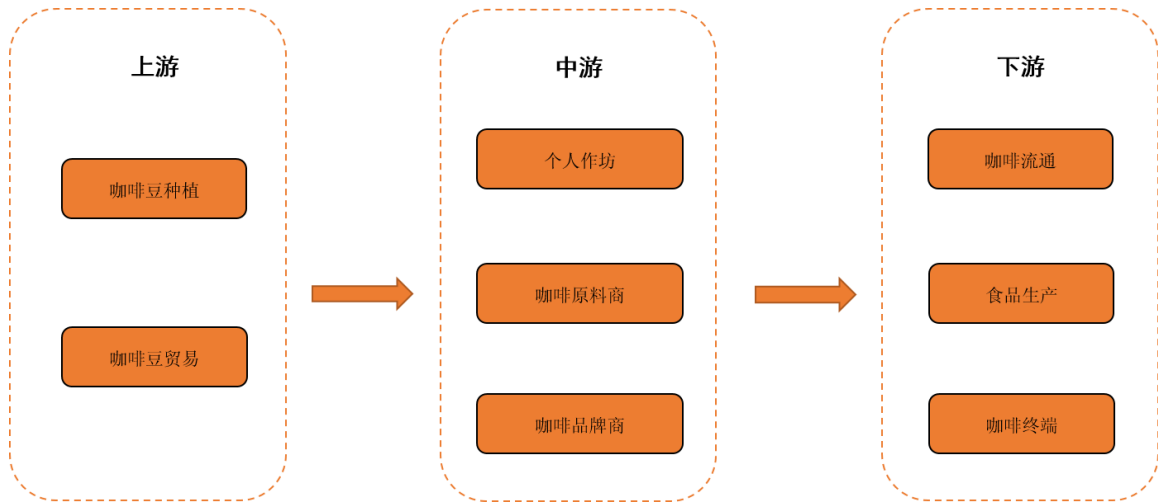 上游
咖啡豆种植
咖啡豆贸易
中游
个人作坊
咖啡原料商
咖啡品牌商
下游
咖啡流通
食品生产
咖啡终端